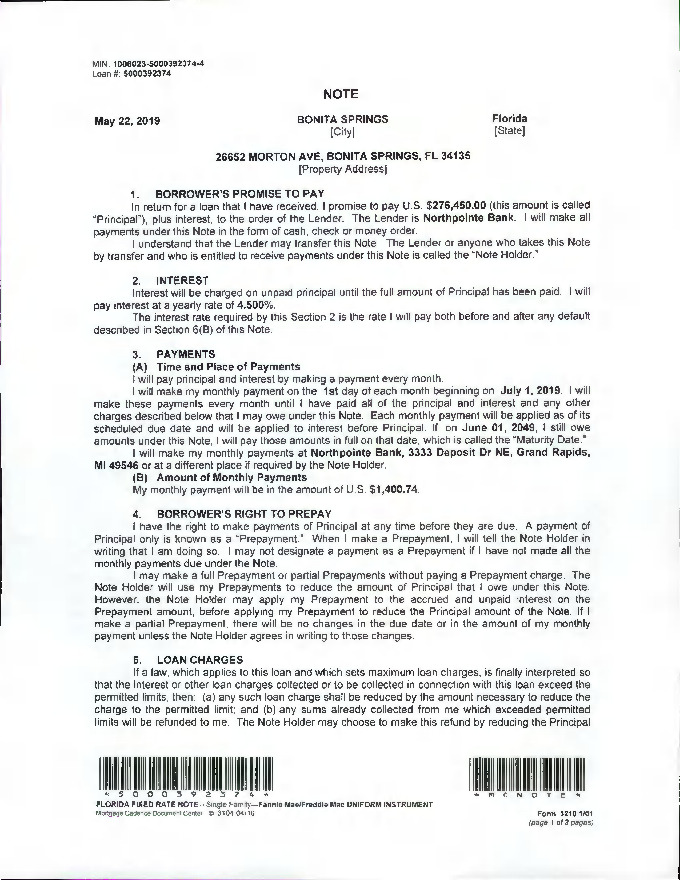 MIN: 1006023-5000392374-4
Loan #: 5000392374
NOTE
May 22, 2019 BONITA SPRINGS Florida
[City] [State]
26652 MORTON AVE, BONITA SPRINGS, FL 34135
[Property Address]
1. BORROWER'S PROMISE TO PAY
In return for a loan that I have received, I promise to pay U.S. $276,450.00 (this amount is called
"Principal"), plus interest, to the order of the Lender. The Lender is Northpointe Bank. I will make all
payments under this Note in the form of cash, check or money order.
I understand that the Lender may transfer this Note. The Lender or anyone who takes this Note
by transfer and who is entitled to receive payments under this Note is called the "Note Holder."
2. INTEREST
Interest will be charged on unpaid principal until the full amount of Principal has been paid. I will
pay interest at a yearly rate of 4.500%.
The interest rate required by this Section 2 is the rate I will pay both before and after any default
described in Section 6(B) of this Note.
3. PAYMENTS
(A) Time and Place of Payments
I will pay principal and interest by making a payment every month.
I will make my monthly payment on the 1st day of each month beginning on July 1, 2019. I will
make these payments every month until I have paid all of the principal and interest and any other
charges described below that I may owe under this Note. Each monthly payment will be applied as of its
scheduled due date and will be applied to interest before Principal. If on June 01, 2049, I still owe
amounts under this Note, I will pay those amounts in full on that date, which is called the "Maturity Date."
I will make my monthly payments at Northpointe Bank, 3333 Deposit Dr NE, Grand Rapids,
MI 49546 or at a different place if required by the Note Holder.
(B) Amount of Monthly Payments
My monthly payment will be in the amount of U.S. $1,400.74.
4. BORROWER'S RIGHT TO PREPAY
I have the right to make payments of Principal at any time before they are due. A payment of
Principal only is known as a "Prepayment." When I make a Prepayment, I will tell the Note Holder in
writing that I am doing so. I may not designate a payment as a Prepayment if I have not made all the
monthly payments due under the Note.
I may make a full Prepayment or partial Prepayments without paying a Prepayment charge. The
Note Holder will use my Prepayments to reduce the amount of Principal that I owe under this Note.
However, the Note Holder may apply my Prepayment to the accrued and unpaid interest on the
Prepayment amount, before applying my Prepayment to reduce the Principal amount of the Note. If I
make a partial Prepayment, there will be no changes in the due date or in the amount of my monthly
payment unless the Note Holder agrees in writing to those changes.
5. LOAN CHARGES
If a law, which applies to this loan and which sets maximum loan charges, is finally interpreted so
that the interest or other loan charges collected or to be collected in connection with this loan exceed the
permitted limits, then: (a) any such loan charge shall be reduced by the amount necessary to reduce the
charge to the permitted limit; and (b) any sums already collected from me which exceeded permitted
limits will be refunded to me. The Note Holder may choose to make this refund by reducing the Principal
* 5 0 0 0 3 9 2 3 7 4 * * M C N O T E *
FLORIDA FIXED RATE NOTE--Single Family—Fannie Mae/Freddie Mac UNIFORM INSTRUMENT
Mortgage Cadence Document Center © 3104 04/16 Form 3210 1/01
(page 1 of 3 pages)